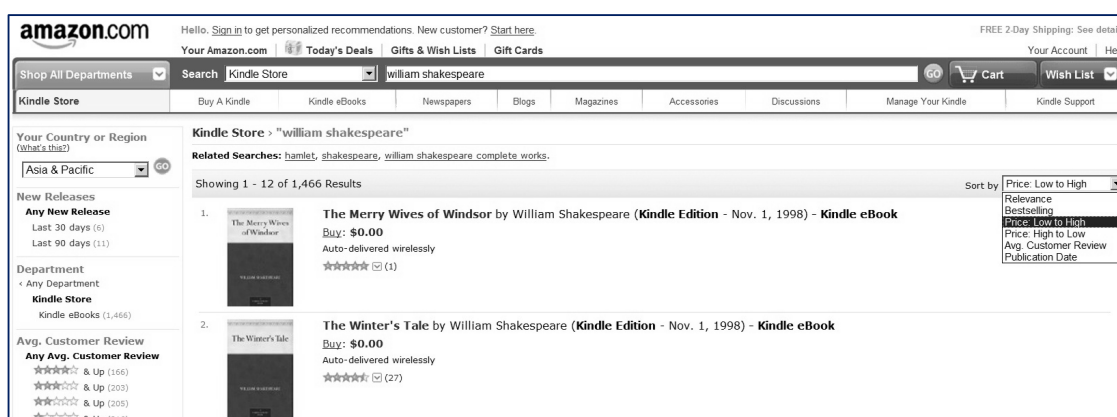 amazon.com
Hello. Sign in to get personalized recommendations. New customer? Start here.
FREE 2-Day Shipping: See detai
Your Amazon.com Today's Deals Gifts & Wish Lists Gift Cards
Your Account He
Shop All Departments Search Kindle Store william shakespeare GO Cart Wish List
Kindle Store Buy A Kindle Kindle eBooks Newspapers Blogs Magazines Accessories Discussions Manage Your Kindle Kindle Support
Your Country or Region
(What's this?)
Asia & Pacific GO
New Releases
Any New Release
Last 30 days (6)
Last 90 days (11)
Department
‹ Any Department
Kindle Store
Kindle eBooks (1,466)
Avg. Customer Review
Any Avg. Customer Review
& Up (166)
& Up (203)
& Up (205)
Kindle Store › "william shakespeare"
Related Searches: hamlet, shakespeare, william shakespeare complete works.
Showing 1 - 12 of 1,466 Results
Sort by Price: Low to High
Relevance
Bestselling
Price: Low to High
Price: High to Low
Avg. Customer Review
Publication Date
1.
The Merry Wives
of Windsor
WILLIAM SHAKESPEARE
The Merry Wives of Windsor by William Shakespeare (Kindle Edition - Nov. 1, 1998) - Kindle eBook
Buy: $0.00
Auto-delivered wirelessly
(1)
2.
The Winter's Tale
WILLIAM SHAKESPEARE
The Winter's Tale by William Shakespeare (Kindle Edition - Nov. 1, 1998) - Kindle eBook
Buy: $0.00
Auto-delivered wirelessly
(27)